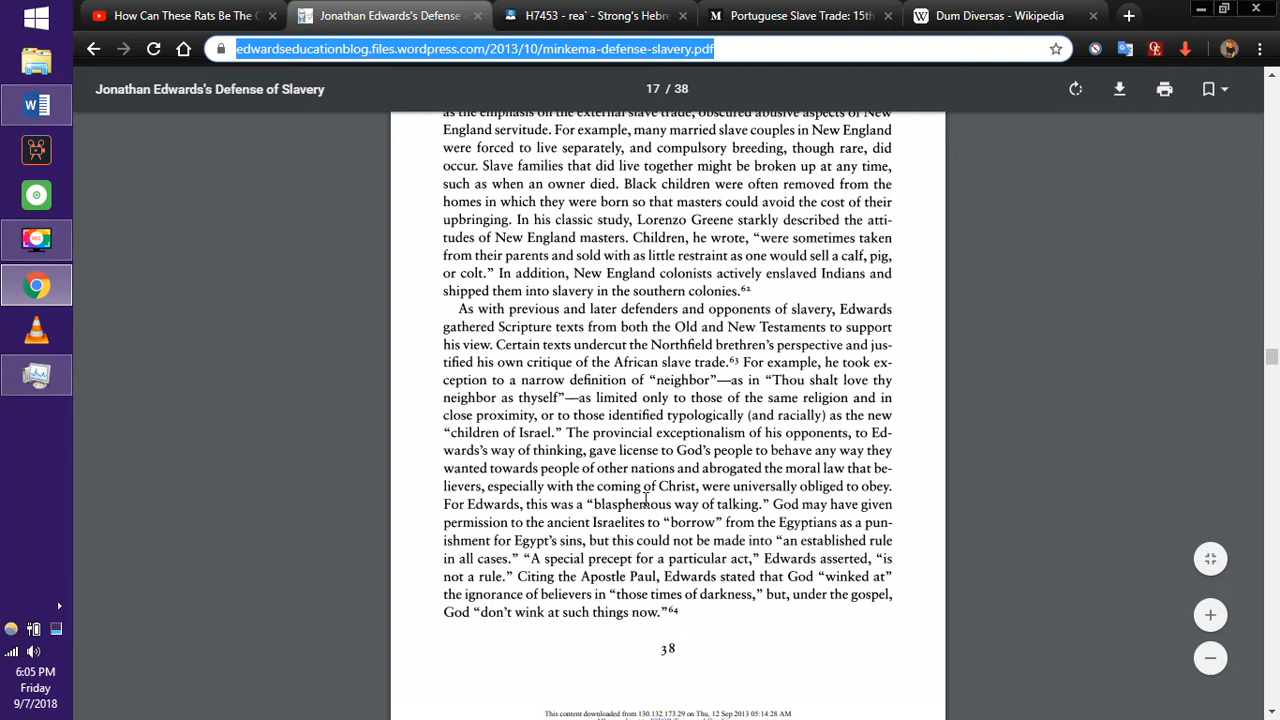 How Can These Rats Be The C
Jonathan Edwards's Defense
H7453 - rea` - Strong's Hebre
Portuguese Slave Trade: 15th
Dum Diversas - Wikipedia
edwardseducationblog.files.wordpress.com/2013/10/minkema-defense-slavery.pdf
Jonathan Edwards's Defense of Slavery
17 / 38
as the emphasis on the external slave trade, obscured abusive aspects of New
England servitude. For example, many married slave couples in New England
were forced to live separately, and compulsory breeding, though rare, did
occur. Slave families that did live together might be broken up at any time,
such as when an owner died. Black children were often removed from the
homes in which they were born so that masters could avoid the cost of their
upbringing. In his classic study, Lorenzo Greene starkly described the atti-
tudes of New England masters. Children, he wrote, “were sometimes taken
from their parents and sold with as little restraint as one would sell a calf, pig,
or colt.” In addition, New England colonists actively enslaved Indians and
shipped them into slavery in the southern colonies.62
As with previous and later defenders and opponents of slavery, Edwards
gathered Scripture texts from both the Old and New Testaments to support
his view. Certain texts undercut the Northfield brethren's perspective and jus-
tified his own critique of the African slave trade.63 For example, he took ex-
ception to a narrow definition of “neighbor”—as in “Thou shalt love thy
neighbor as thyself”—as limited only to those of the same religion and in
close proximity, or to those identified typologically (and racially) as the new
“children of Israel.” The provincial exceptionalism of his opponents, to Ed-
wards's way of thinking, gave license to God's people to behave any way they
wanted towards people of other nations and abrogated the moral law that be-
lievers, especially with the coming of Christ, were universally obliged to obey.
For Edwards, this was a “blasphemous way of talking.” God may have given
permission to the ancient Israelites to “borrow” from the Egyptians as a pun-
ishment for Egypt's sins, but this could not be made into “an established rule
in all cases.” “A special precept for a particular act,” Edwards asserted, “is
not a rule.” Citing the Apostle Paul, Edwards stated that God “winked at”
the ignorance of believers in “those times of darkness,” but, under the gospel,
God “don't wink at such things now.”64
38
This content downloaded from 130.132.173.29 on Thu, 12 Sep 2013 05:14:28 AM
6:05 PM
Friday
9/7/2018